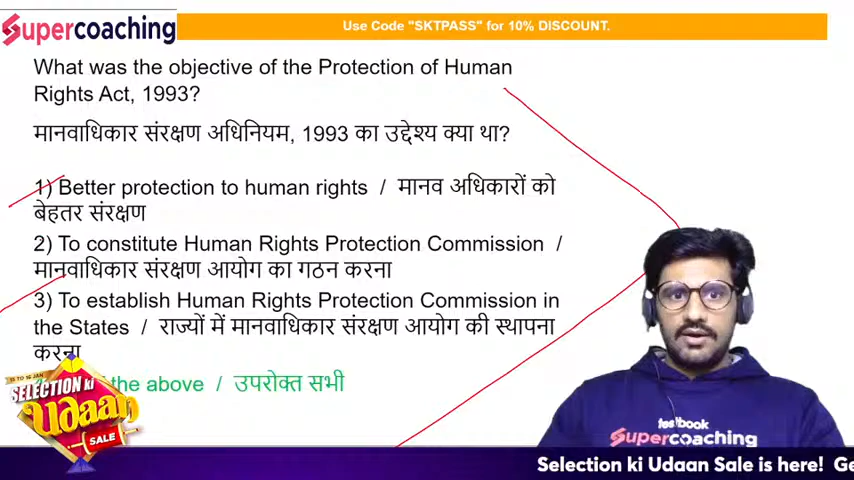 Supercoaching
Use Code "SKTPASS" for 10% DISCOUNT.
What was the objective of the Protection of Human
Rights Act, 1993?
मानवाधिकार संरक्षण अधिनियम, 1993 का उद्देश्य क्या था?
1) Better protection to human rights / मानव अधिकारों को
बेहतर संरक्षण
2) To constitute Human Rights Protection Commission /
मानवाधिकार संरक्षण आयोग का गठन करना
3) To establish Human Rights Protection Commission in
the States / राज्यों में मानवाधिकार संरक्षण आयोग की स्थापना
करना
the above / उपरोक्त सभी
SELECTION ki
udaan
SALE
testbook
Supercoaching
Selection ki Udaan Sale is here! Ge